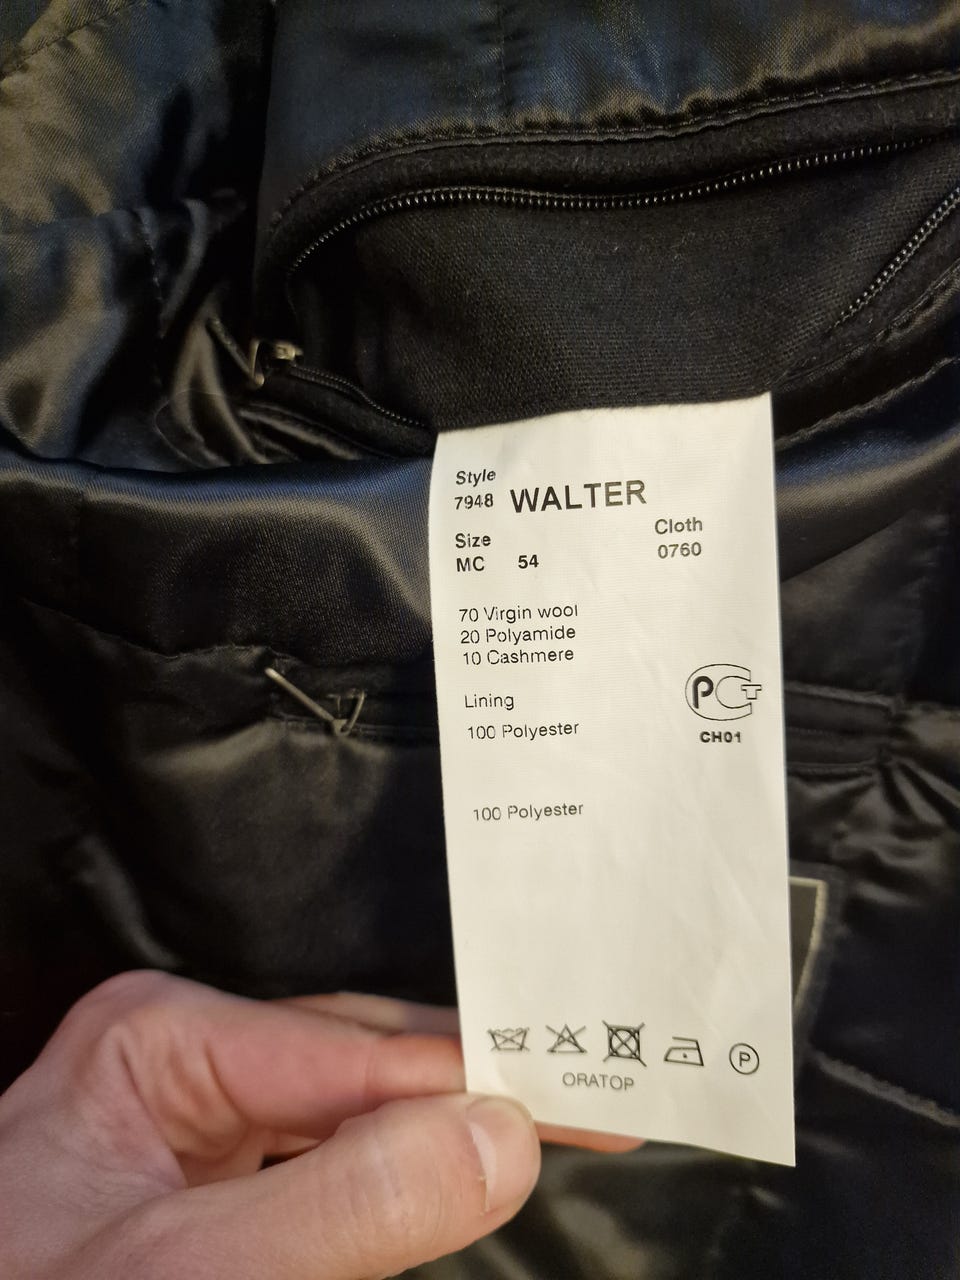 Style
7948 WALTER
Size Cloth
MC 54 0760
70 Virgin wool
20 Polyamide
10 Cashmere
Lining
100 Polyester
РСТ
CH01
100 Polyester
P
ORATOP